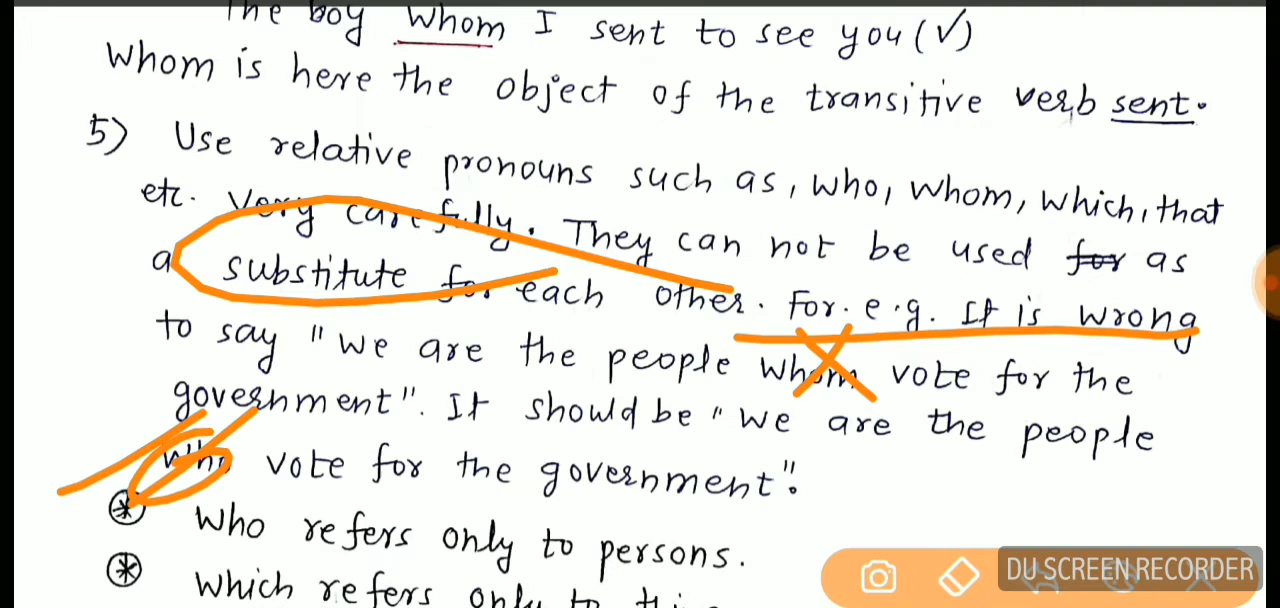 The boy whom I sent to see you (✓)
Whom is here the object of the transitive verb sent.
5) Use relative pronouns such as, who, whom, which, that
etc. Very carefully. They can not be used for as
a substitute for each other. For. e.g. It is wrong
to say "we are the people whom vote for the
government". It should be "we are the people
who vote for the government".
* Who refers only to persons.
* Which refers only to
DU SCREEN RECORDER